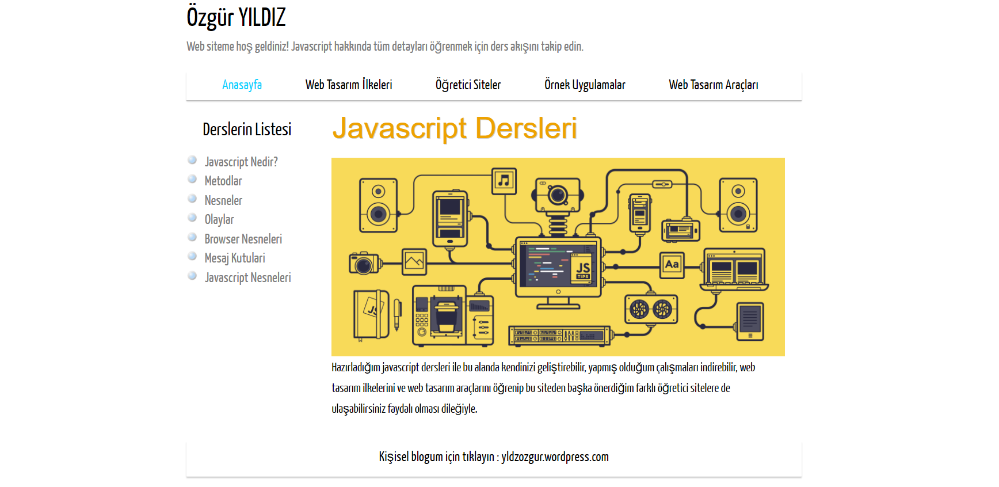 Özgür YILDIZ
Web siteme hoş geldiniz! Javascript hakkında tüm detayları öğrenmek için ders akışını takip edin.
Anasayfa Web Tasarım İlkeleri Öğretici Siteler Örnek Uygulamalar Web Tasarım Araçları
Derslerin Listesi
Javascript Nedir?
Metodlar
Nesneler
Olaylar
Browser Nesneleri
Mesaj Kutulari
Javascript Nesneleri
Javascript Dersleri
JS
TIPS
Aa
JS
Hazırladığım javascript dersleri ile bu alanda kendinizi geliştirebilir, yapmış olduğum çalışmaları indirebilir, web
tasarım ilkelerini ve web tasarım araçlarını öğrenip bu siteden başka önerdiğim farklı öğretici sitelere de
ulaşabilirsiniz faydalı olması dileğiyle.
Kişisel blogum için tıklayın : yldzozgur.wordpress.com